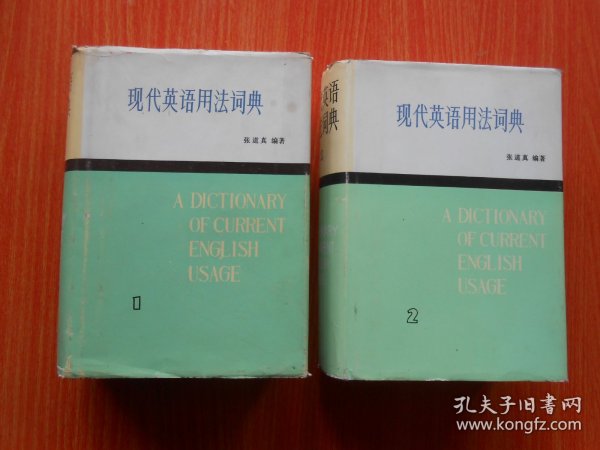 现代英语用法词典
张道真 编著
A DICTIONARY
OF CURRENT
ENGLISH
USAGE
1
英语
词典
现代英语用法词典
张道真 编著
A DICTIONARY
OF CURRENT
ENGLISH
USAGE
2
孔夫子旧书网
www.kongfz.com